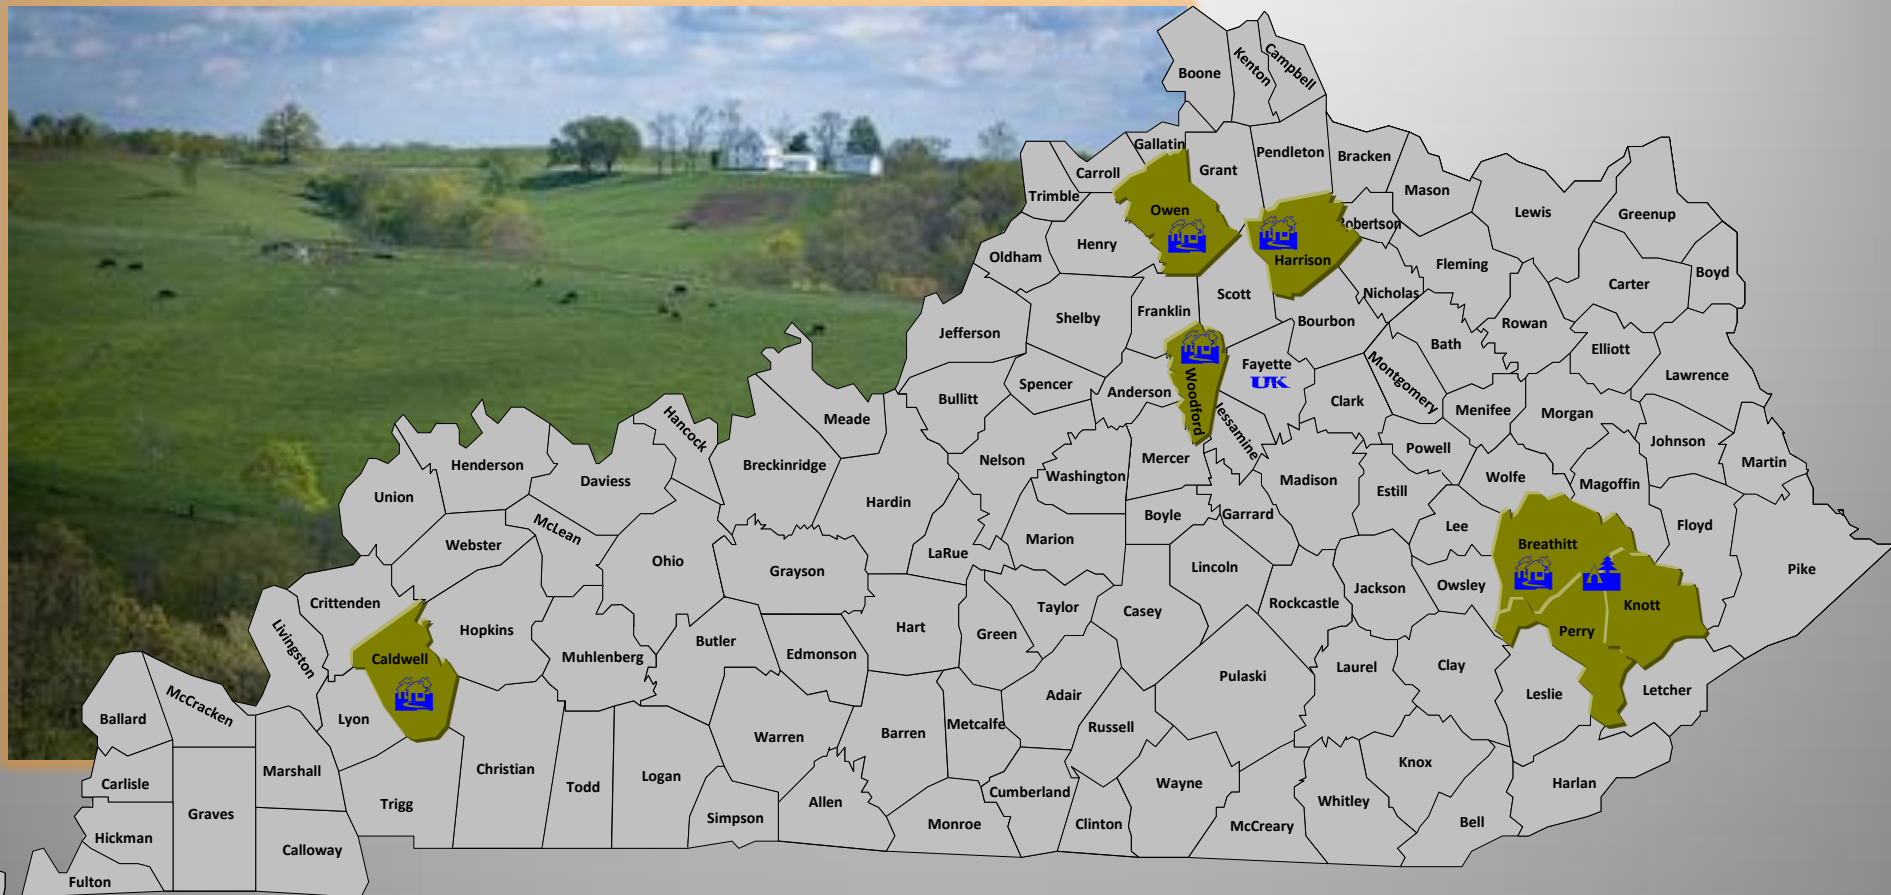 Boone
Kenton
Campbell
Gallatin
Carroll
Trimble
Grant
Pendleton
Bracken
Mason
Lewis
Greenup
Owen
Harrison
obertson
Henry
Oldham
Fleming
Carter
Boyd
Scott
Nicholas
Franklin
Shelby
Jefferson
Bourbon
Rowan
Bath
Elliott
Lawrence
Fayette
UK
Woodford
Jessamine
Montgomery
Spencer
Anderson
Bullitt
Clark
Menifee
Morgan
Meade
Hancock
Johnson
Martin
Powell
Mercer
Nelson
Washington
Breckinridge
Henderson
Daviess
Union
Hardin
Madison
Estill
Wolfe
Magoffin
Floyd
Boyle
Garrard
Lee
McLean
Webster
Ohio
Grayson
LaRue
Marion
Breathitt
Lincoln
Pike
Owsley
Jackson
Rockcastle
Knott
Perry
Crittenden
Livingston
Hopkins
Muhlenberg
Butler
Edmonson
Hart
Green
Taylor
Casey
Caldwell
Pulaski
Laurel
Clay
Leslie
Letcher
Adair
Russell
McCracken
Ballard
Lyon
Warren
Barren
Metcalfe
Carlisle
Marshall
Christian
Todd
Logan
Wayne
Knox
Harlan
Cumberland
Trigg
Allen
Simpson
Monroe
Clinton
McCreary
Whitley
Bell
Graves
Hickman
Calloway
Fulton